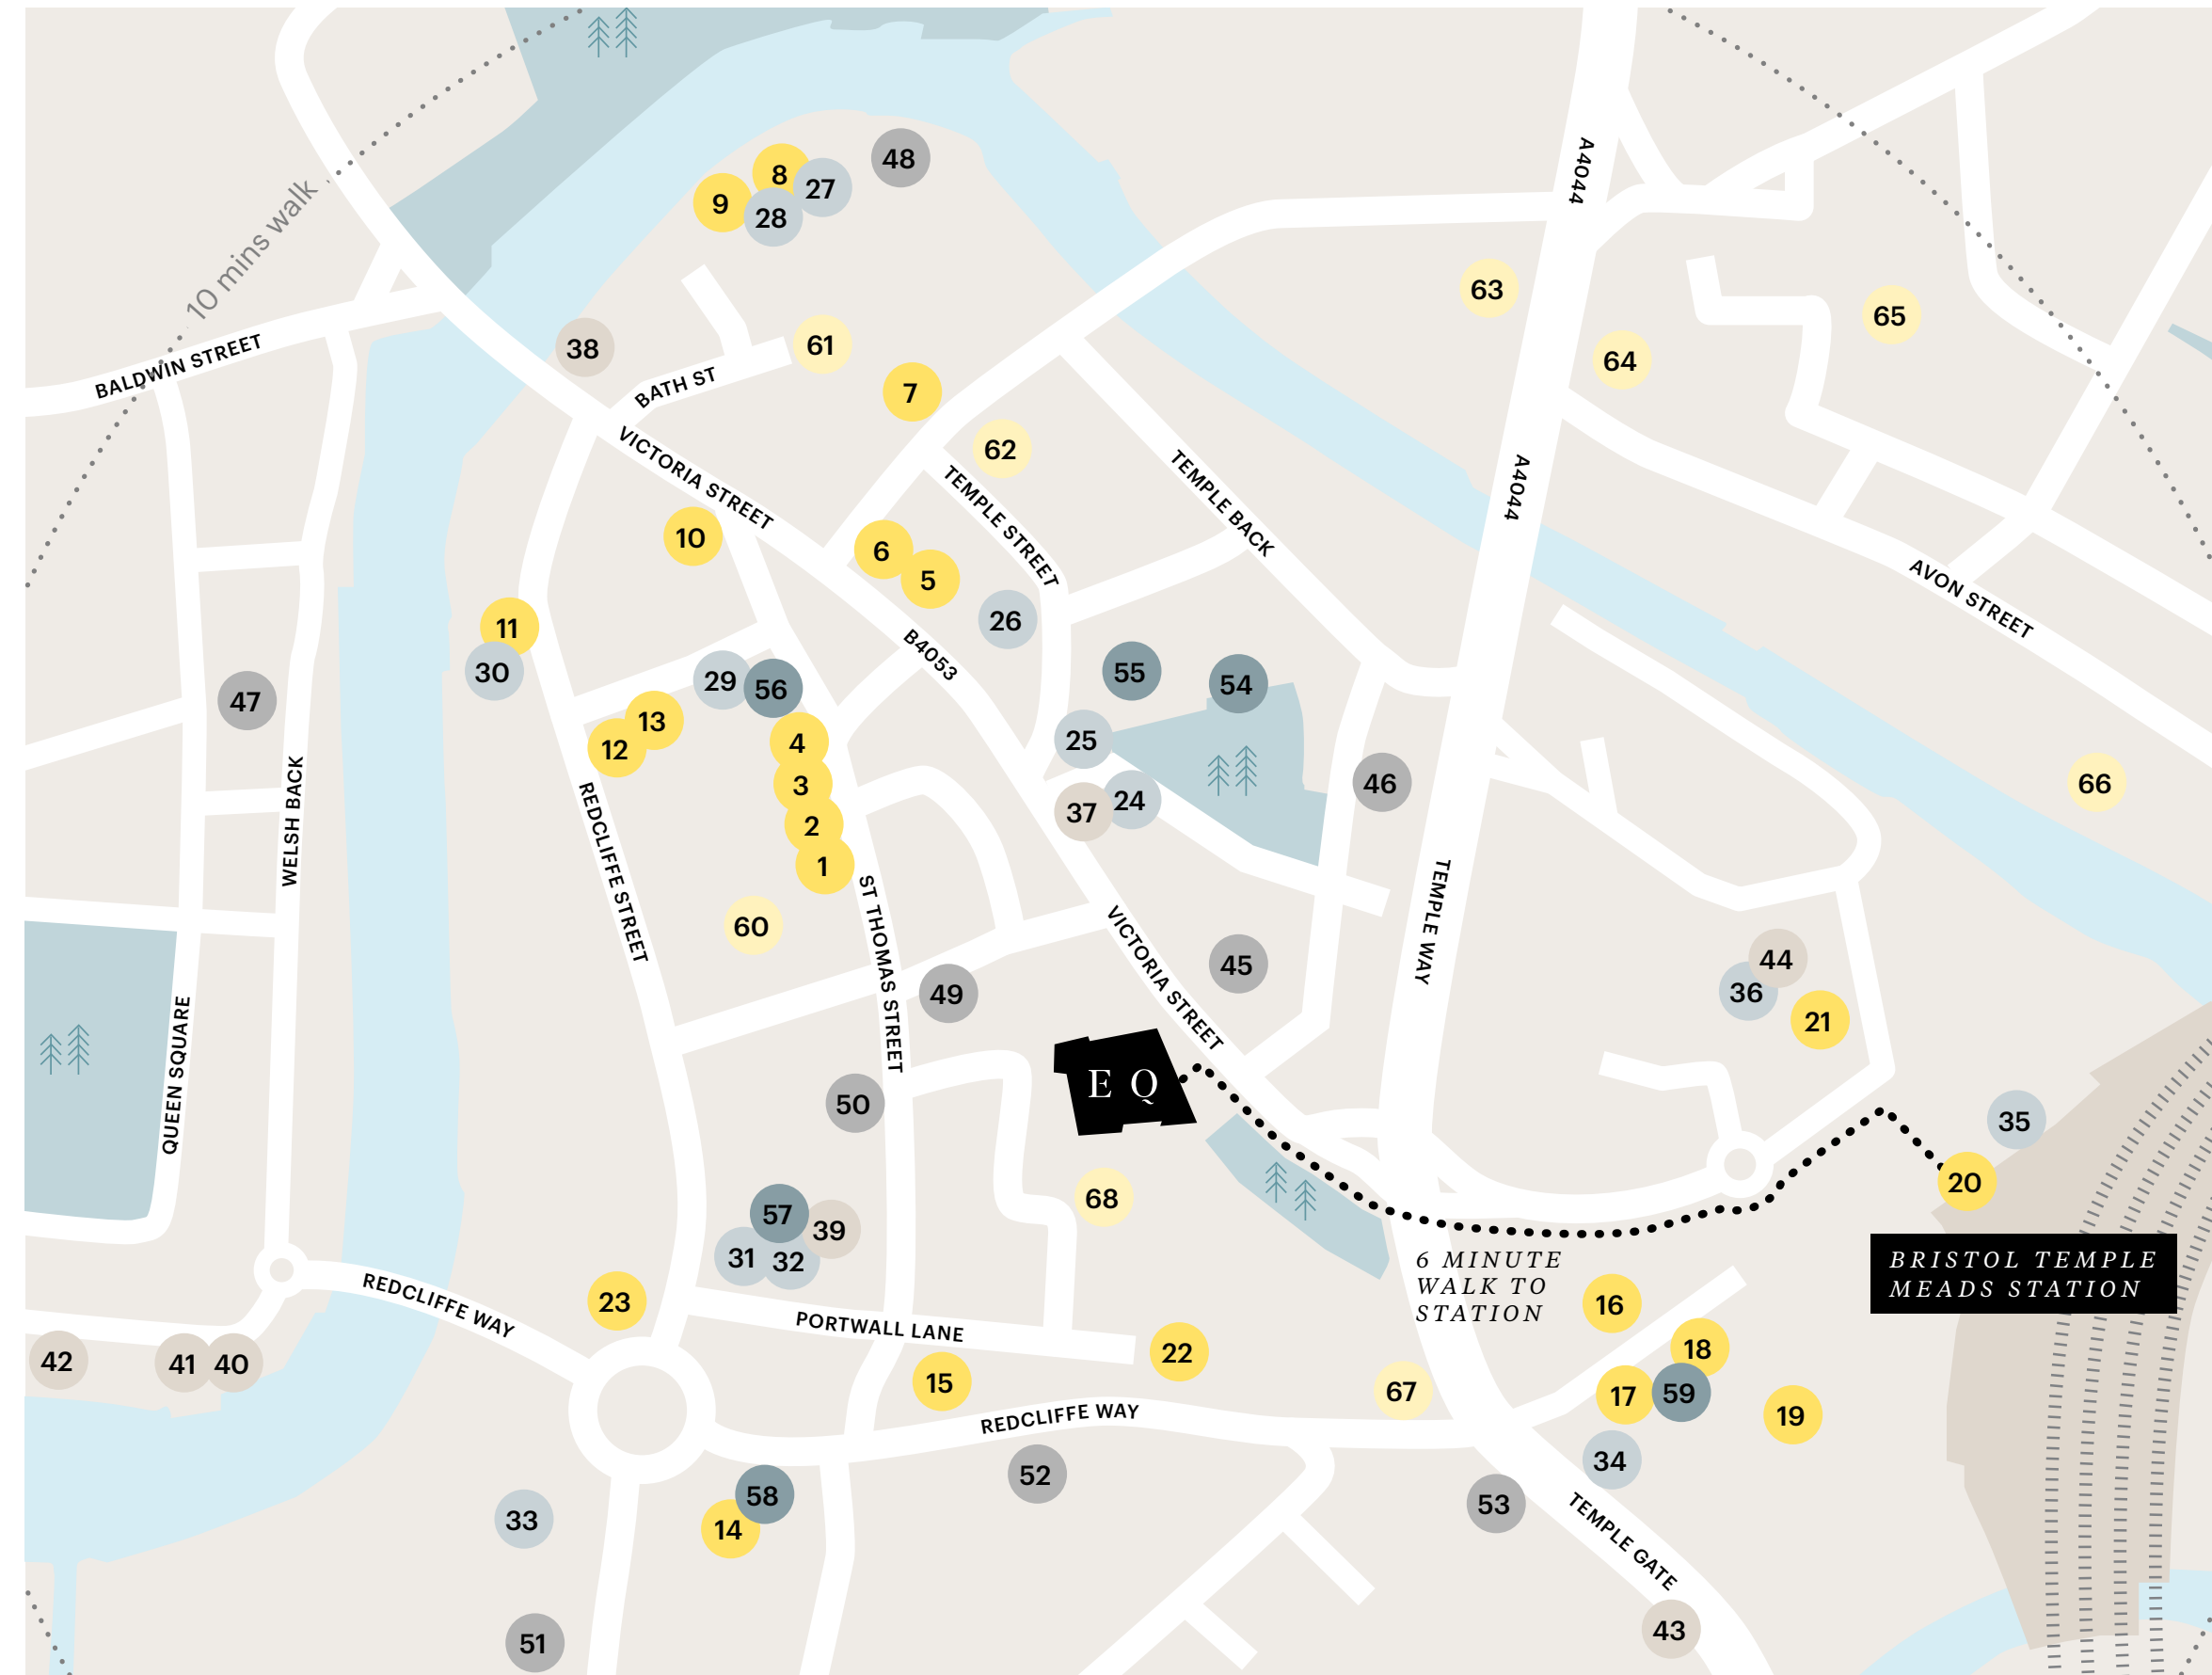 48
8
27
9
28
10 mins walk
A4044
63
65
38
61
64
BALDWIN STREET
BATH ST
7
VICTORIA STREET
62
TEMPLE STREET
TEMPLE BACK
A4044
10
6
5
26
AVON STREET
11
30
B4053
29
56
55
54
47
13
12
4
25
3
37
24
46
66
2
1
WELSH BACK
REDCLIFFE STREET
ST THOMAS STREET
60
VICTORIA STREET
TEMPLE WAY
45
44
36
21
49
QUEEN SQUARE
E Q
50
35
20
57
39
31
32
68
BRISTOL TEMPLE
MEADS STATION
6 MINUTE
WALK TO
STATION
REDCLIFFE WAY
23
PORTWALL LANE
16
42
41
40
22
18
15
67
17
59
19
REDCLIFFE WAY
34
52
58
14
33
53
TEMPLE GATE
51
43